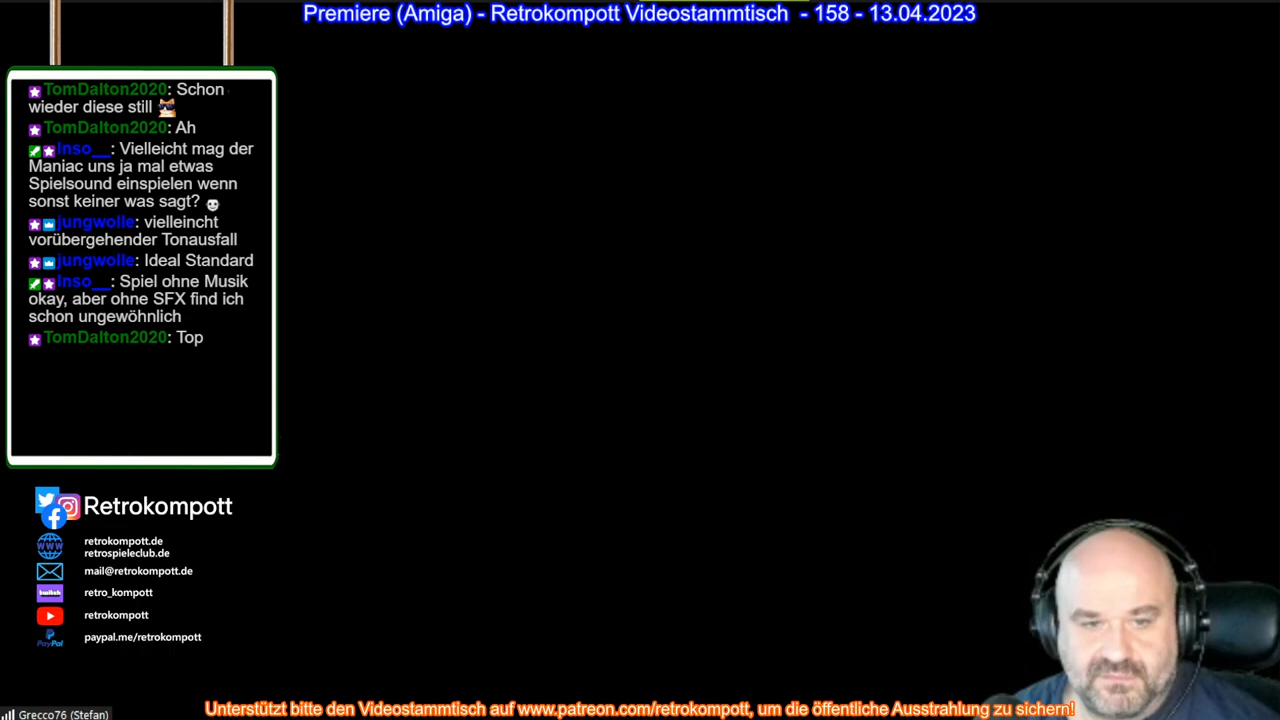 Premiere (Amiga) - Retrokompott Videostammtisch - 158 - 13.04.2023
TomDalton2020: Schon
wieder diese still
TomDalton2020: Ah
Inso__: Vielleicht mag der
Maniac uns ja mal etwas
Spielsound einspielen wenn
sonst keiner was sagt?
jungwolle: vielleincht
vorübergehender Tonausfall
jungwolle: Ideal Standard
Inso__: Spiel ohne Musik
okay, aber ohne SFX find ich
schon ungewöhnlich
TomDalton2020: Top
Retrokompott
www
retrokompott.de
retrospieleclub.de
mail@retrokompott.de
twitch
retro_kompott
retrokompott
PayPal
paypal.me/retrokompott
Grecco76 (Stefan)
Unterstützt bitte den Videostammtisch auf www.patreon.com/retrokompott, um die öffentliche Ausstrahlung zu sichern!